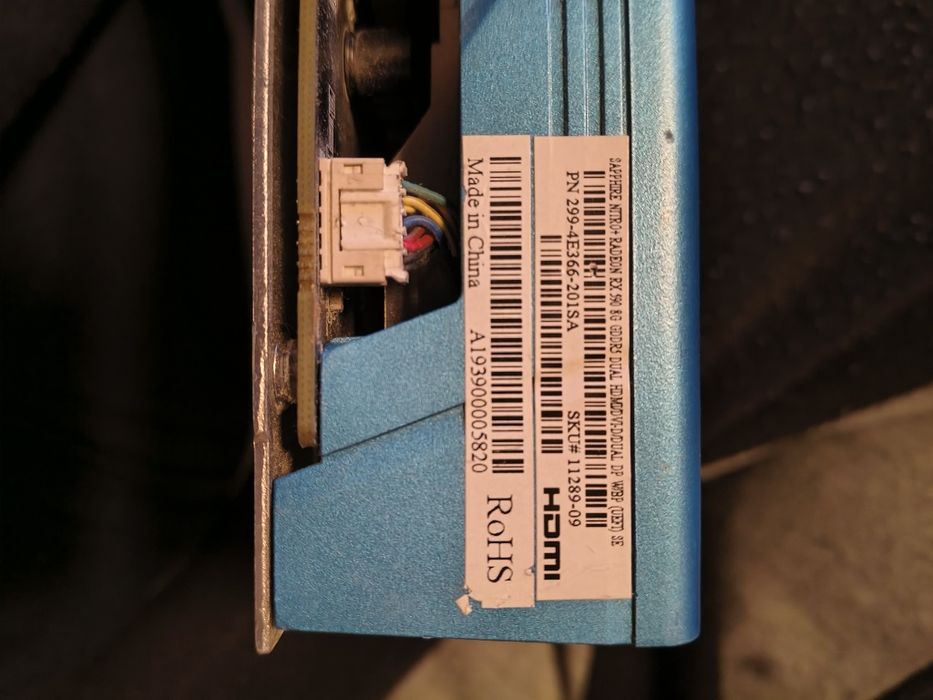 SAPPHIRE NITRO+ RADEON RX 590 8G GDDR5 DUAL HDMI/DVI-D/DUAL DP W/BP (UEFI) SE
PN 299-4E366-201SA
SKU# 11289-09
HDMI
Made in China
A193900005820
RoHS